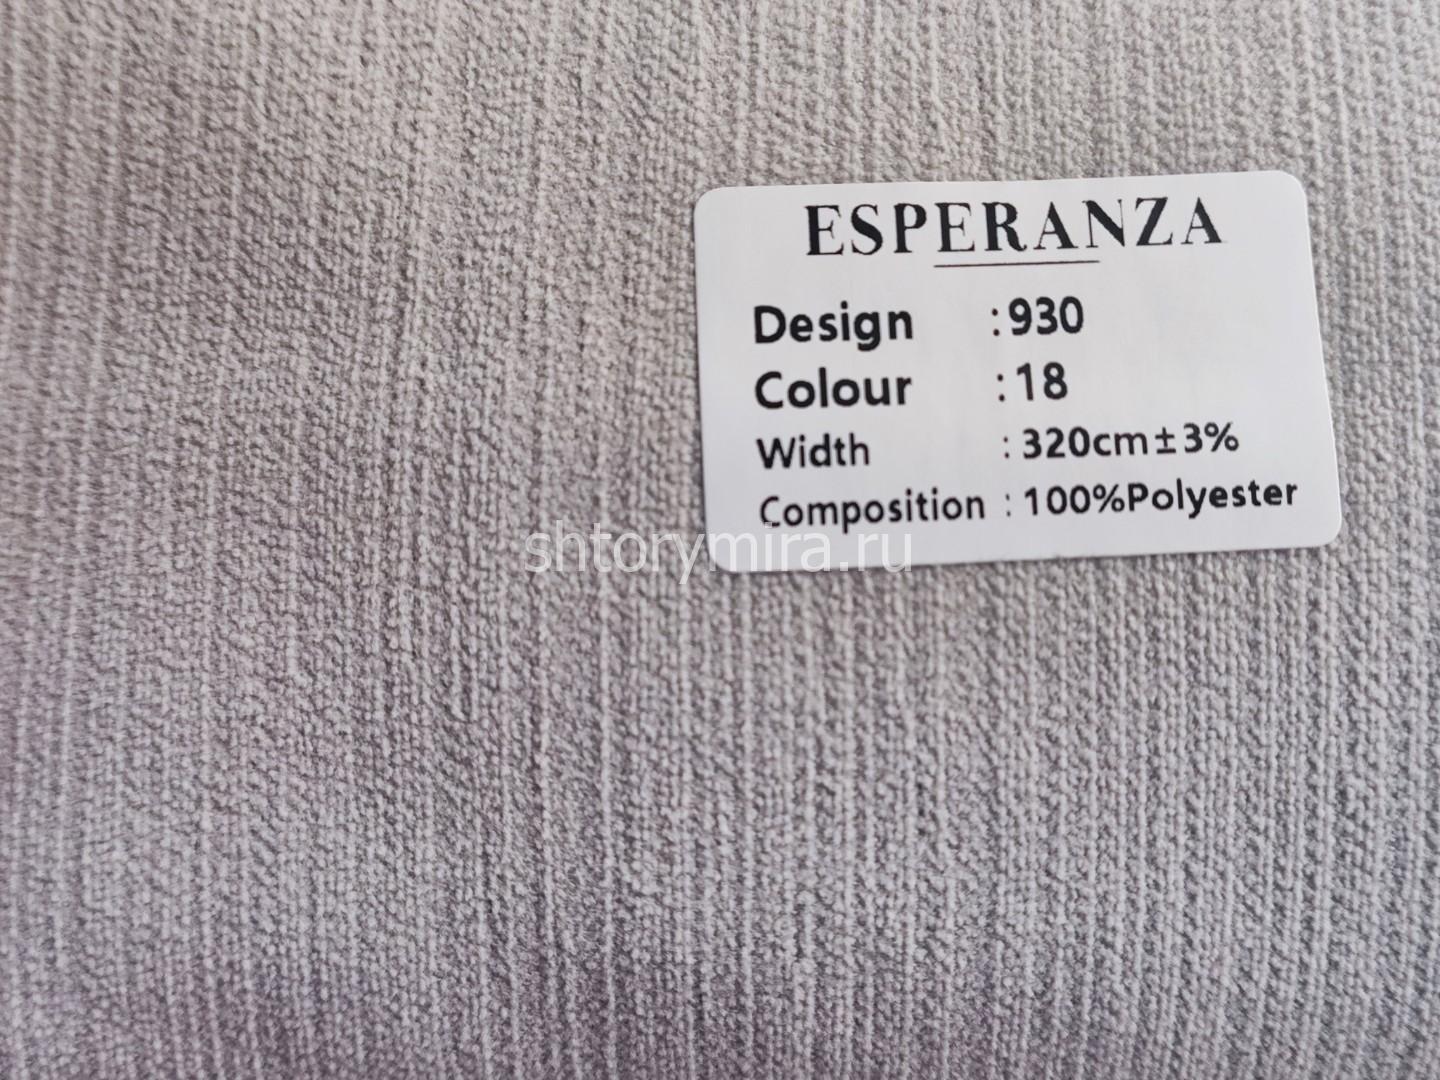 ESPERANZA
Design :930
Colour :18
Width : 320cm±3%
Composition : 100%Polyester
shtorymira.ru